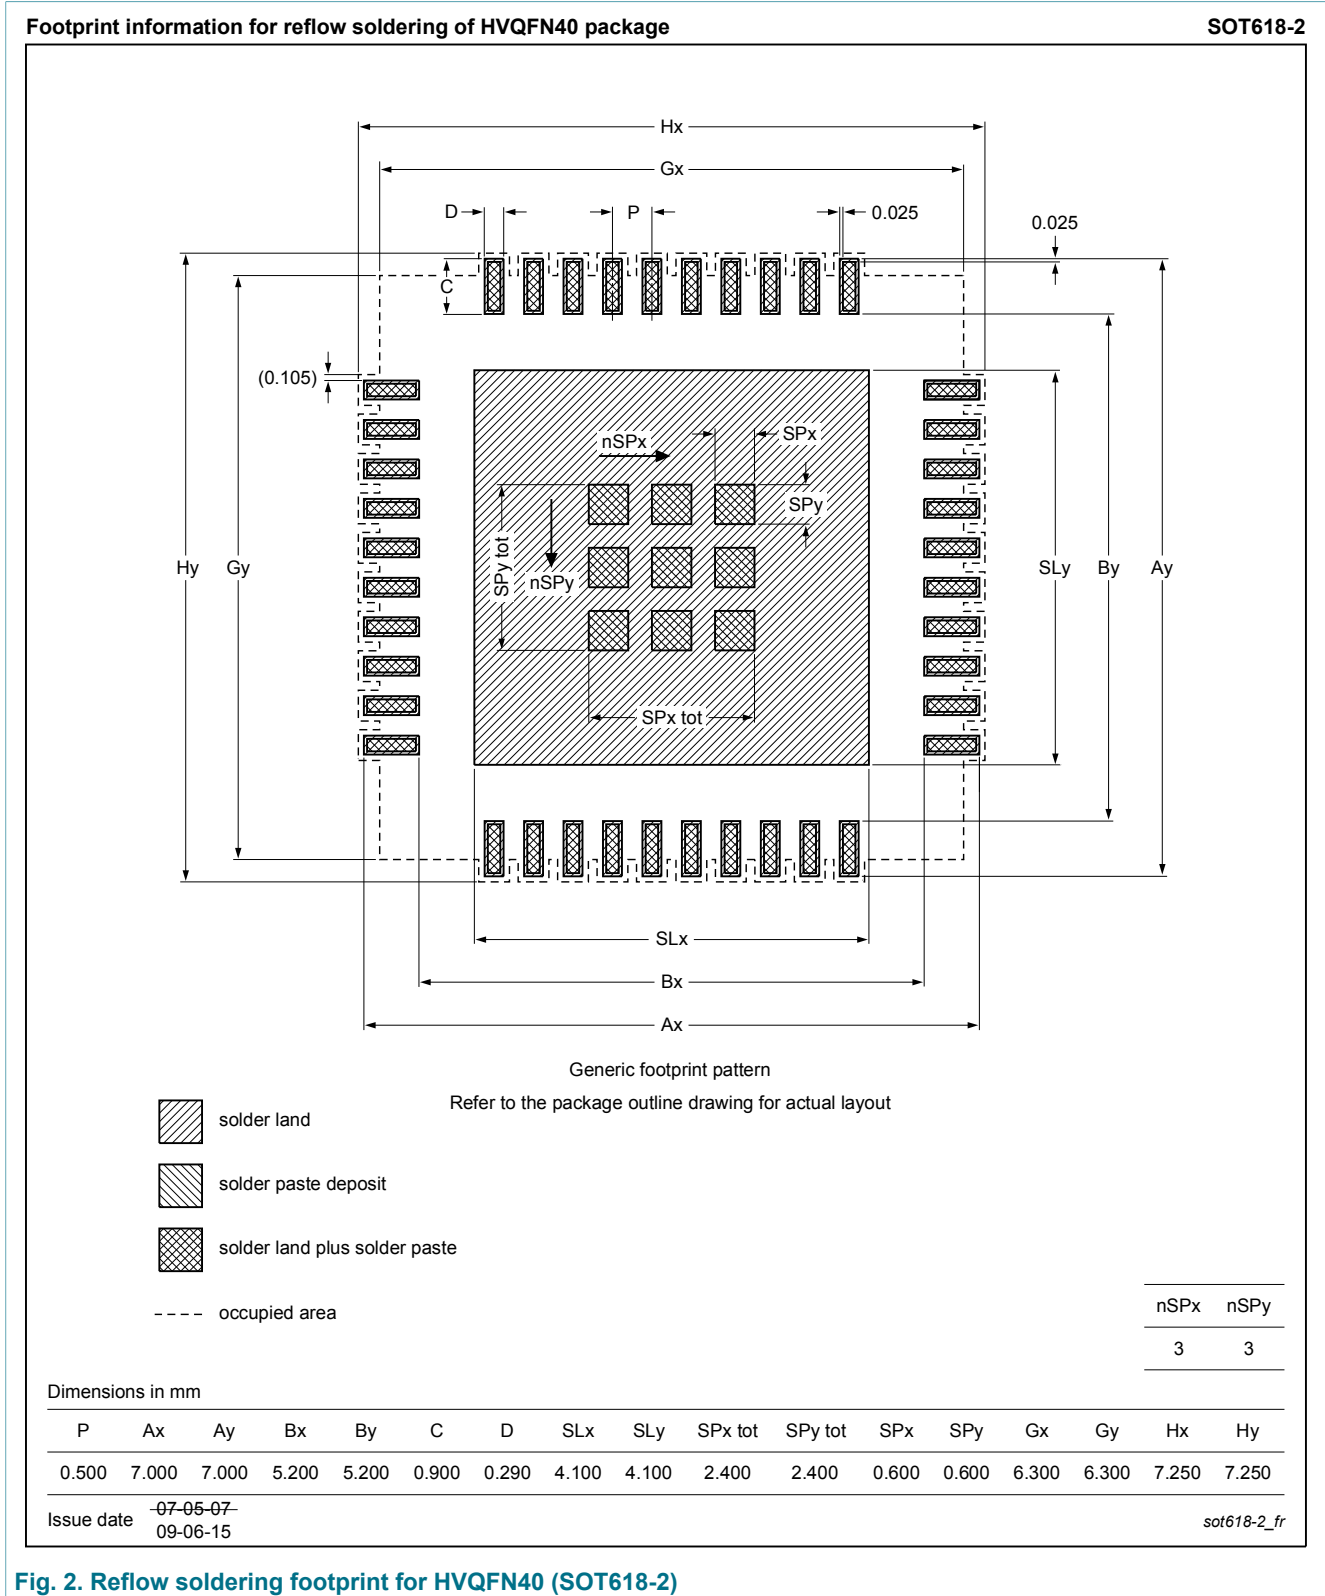 Footprint information for reflow soldering of HVQFN40 package SOT618-2
Hx
Gx
D P 0.025
0.025
C
(0.105)
nSPx SPx
SPy
SPy tot
nSPy
Hy Gy SLy By Ay
SPx tot
SLx
Bx
Ax
Generic footprint pattern
Refer to the package outline drawing for actual layout
solder land
solder paste deposit
solder land plus solder paste
occupied area
nSPx nSPy
3 3
Dimensions in mm
P Ax Ay Bx By C D SLx SLy SPx tot SPy tot SPx SPy Gx Gy Hx Hy
0.500 7.000 7.000 5.200 5.200 0.900 0.290 4.100 4.100 2.400 2.400 0.600 0.600 6.300 6.300 7.250 7.250
Issue date 07-05-07
09-06-15
sot618-2_fr
Fig. 2. Reflow soldering footprint for HVQFN40 (SOT618-2)